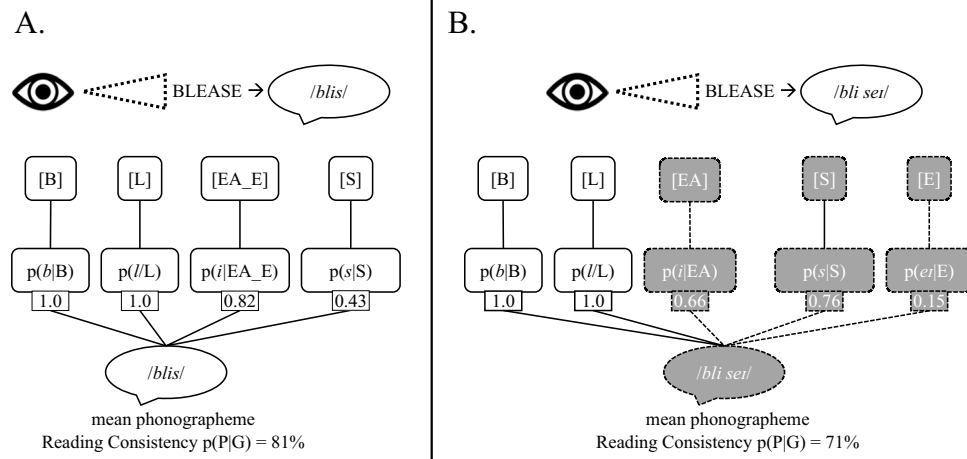 A.
BLEASE → /blis/
[B] [L] [EA_E] [S]
p(b|B) p(l/L) p(i|EA_E) p(s|S)
1.0 1.0 0.82 0.43
/blis/
mean phonographeme
Reading Consistency p(P|G) = 81%
B.
BLEASE → /bli seɪ/
[B] [L] [EA] [S] [E]
p(b|B) p(l/L) p(i|EA) p(s|S) p(eɪ|E)
1.0 1.0 0.66 0.76 0.15
/bli seɪ/
mean phonographeme
Reading Consistency p(P|G) = 71%